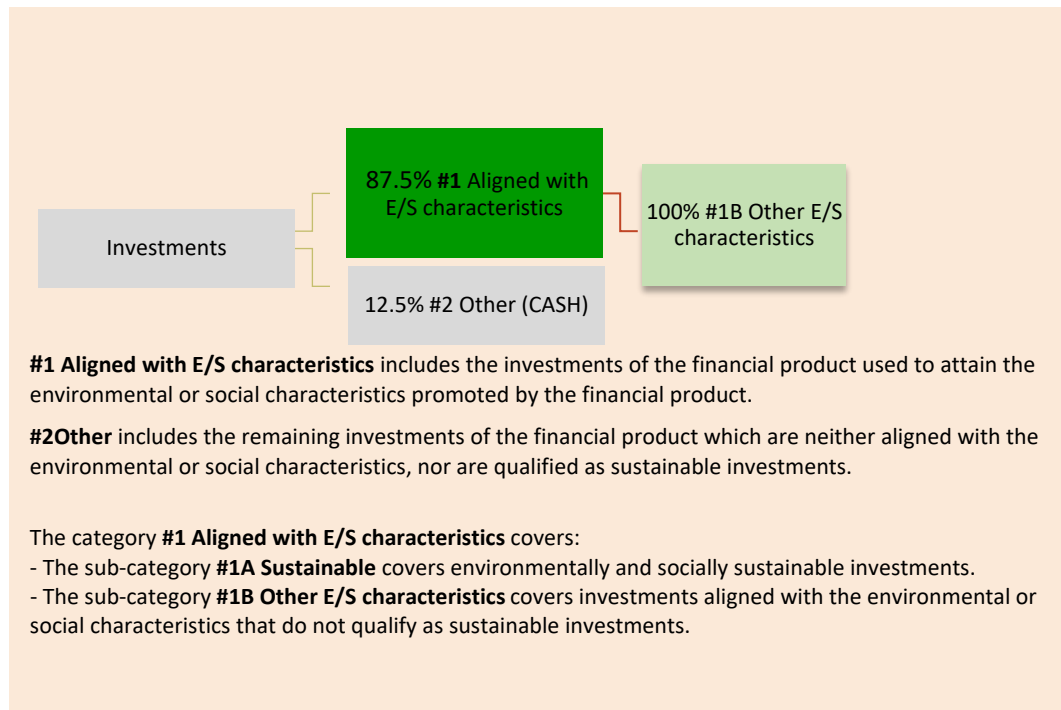 87.5% #1 Aligned with
E/S characteristics
100% #1B Other E/S
characteristics
Investments
12.5% #2 Other (CASH)
#1 Aligned with E/S characteristics includes the investments of the financial product used to attain the
environmental or social characteristics promoted by the financial product.
#2Other includes the remaining investments of the financial product which are neither aligned with the
environmental or social characteristics, nor are qualified as sustainable investments.
The category #1 Aligned with E/S characteristics covers:
- The sub-category #1A Sustainable covers environmentally and socially sustainable investments.
- The sub-category #1B Other E/S characteristics covers investments aligned with the environmental or
social characteristics that do not qualify as sustainable investments.